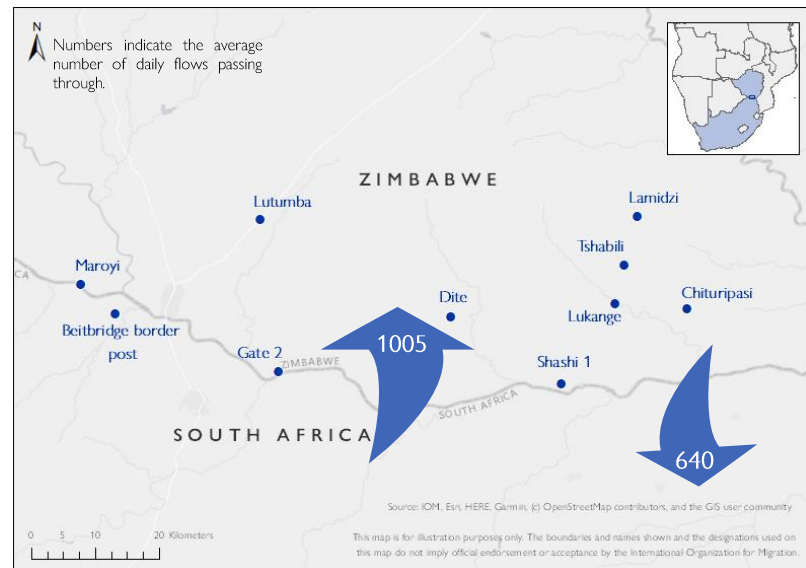 N
Numbers indicate the average
number of daily flows passing
through.
ZIMBABWE
Lutumba
Lamidzi
Tshabili
Maroyi
CA
Dite
Chituripasi
Lukange
Beitbridge border
post
1005
Gate 2
ZIMBABWE
Shashi 1
SOUTH AFRICA
SOUTH AFRICA
640
Source: IOM, Esri, HERE, Garmin, (c) OpenStreetMap contributors, and the GIS user community
0 5 10 20 Kilometers
This map is for illustration purposes only. The boundaries and names shown and the designations used on
this map do not imply official endorsement or acceptance by the International Organization for Migration.